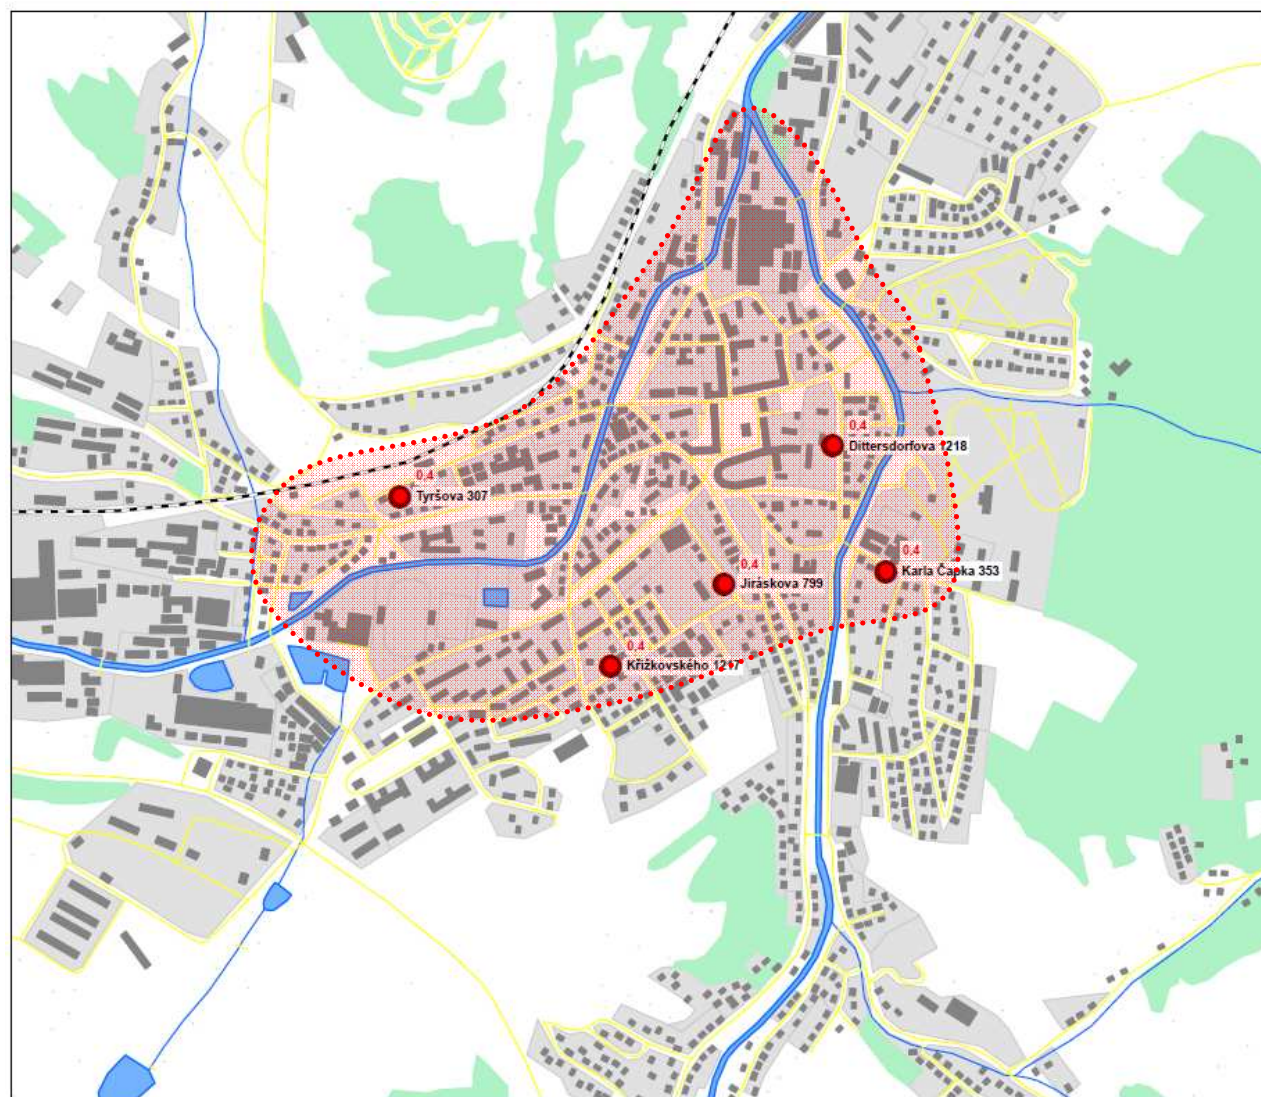 0,4
Dittersdorfova 1218
0,4
Tyršova 307
0,4
Karla Čapka 353
0,4
Jiráskova 799
0,4
Křížkovského 1217